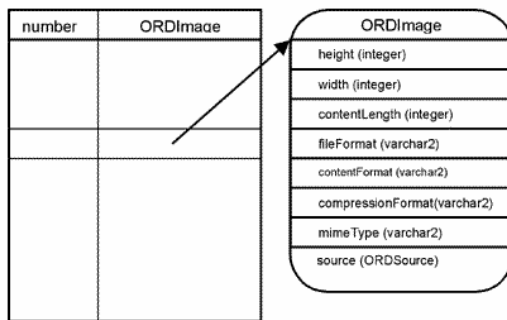 number ORDImage
ORDImage
height (integer)
width (integer)
contentLength (integer)
fileFormat (varchar2)
contentFormat (varchar2)
compressionFormat(varchar2)
mimeType (varchar2)
source (ORDSource)